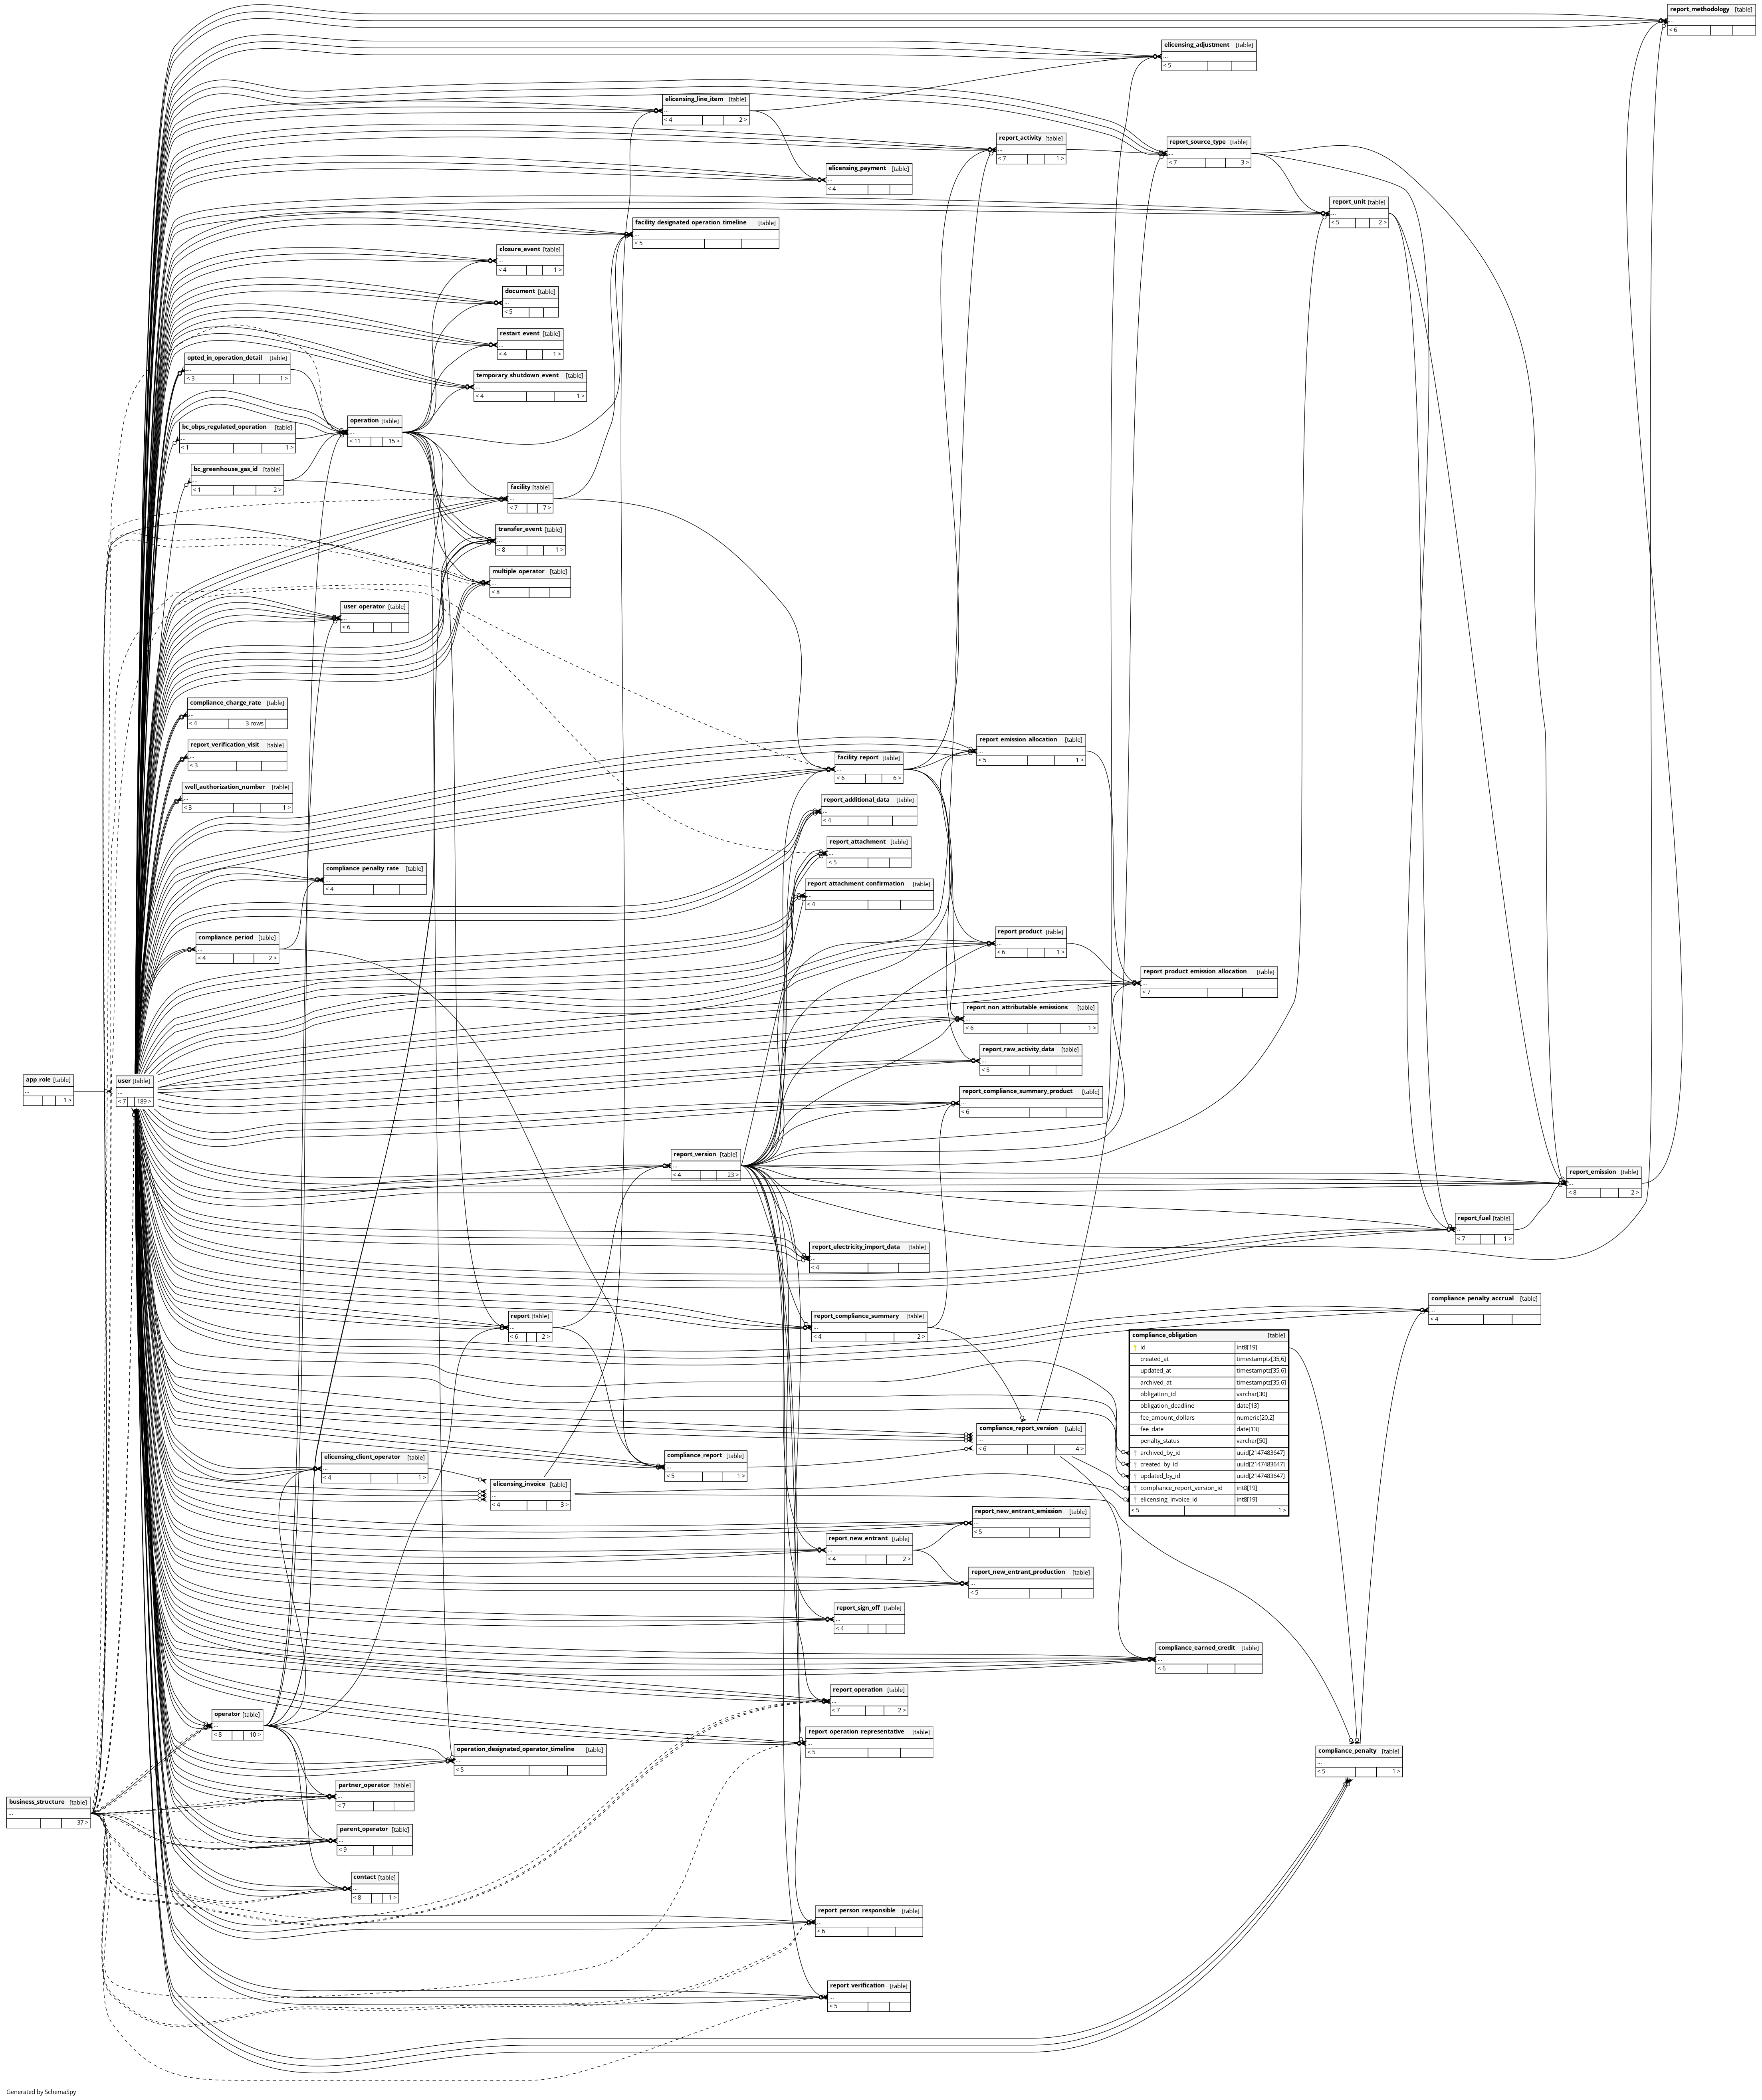 report_methodology [table]
...
< 6
elicensing_adjustment [table]
...
< 5
elicensing_line_item [table]
...
< 4 2 >
report_activity [table]
...
< 7 1 >
report_source_type [table]
...
< 7 3 >
elicensing_payment [table]
...
< 4
report_unit [table]
...
< 5 2 >
facility_designated_operation_timeline [table]
...
< 5
closure_event [table]
...
< 4 1 >
document [table]
...
< 5
restart_event [table]
...
< 4 1 >
opted_in_operation_detail [table]
...
< 3 1 >
temporary_shutdown_event [table]
...
< 4 1 >
operation [table]
...
< 11 15 >
bc_obps_regulated_operation [table]
...
< 1 1 >
bc_greenhouse_gas_id [table]
...
< 1 2 >
facility [table]
...
< 7 7 >
transfer_event [table]
...
< 8 1 >
multiple_operator [table]
...
< 8
user_operator [table]
...
< 6
compliance_charge_rate [table]
...
< 4 3 rows
report_verification_visit [table]
...
< 3
report_emission_allocation [table]
...
< 5 1 >
facility_report [table]
...
< 6 6 >
well_authorization_number [table]
...
< 3 1 >
report_additional_data [table]
...
< 4
report_attachment [table]
...
< 5
compliance_penalty_rate [table]
...
< 4
report_attachment_confirmation [table]
...
< 4
report_product [table]
...
< 6 1 >
compliance_period [table]
...
< 4 2 >
report_product_emission_allocation [table]
...
< 7
report_non_attributable_emissions [table]
...
< 6 1 >
report_raw_activity_data [table]
...
< 5
app_role [table]
...
1 >
user [table]
...
< 7 189 >
report_compliance_summary_product [table]
...
< 6
report_version [table]
...
< 4 23 >
report_emission [table]
...
< 8 2 >
report_fuel [table]
...
< 7 1 >
report_electricity_import_data [table]
...
< 4
compliance_penalty_accrual [table]
...
< 4
report [table]
...
< 6 2 >
report_compliance_summary [table]
...
< 4 2 >
compliance_obligation [table]
id int8[19]
created_at timestamptz[35,6]
updated_at timestamptz[35,6]
archived_at timestamptz[35,6]
obligation_id varchar[30]
obligation_deadline date[13]
fee_amount_dollars numeric[20,2]
fee_date date[13]
penalty_status varchar[50]
archived_by_id uuid[2147483647]
created_by_id uuid[2147483647]
updated_by_id uuid[2147483647]
compliance_report_version_id int8[19]
elicensing_invoice_id int8[19]
< 5 1 >
compliance_report_version [table]
...
< 6 4 >
elicensing_client_operator [table]
...
< 4 1 >
compliance_report [table]
...
< 5 1 >
elicensing_invoice [table]
...
< 4 3 >
report_new_entrant_emission [table]
...
< 5
report_new_entrant [table]
...
< 4 2 >
report_new_entrant_production [table]
...
< 5
report_sign_off [table]
...
< 4
compliance_earned_credit [table]
...
< 6
report_operation [table]
...
< 7 2 >
operator [table]
...
< 8 10 >
report_operation_representative [table]
...
< 5
operation_designated_operator_timeline [table]
...
< 5
compliance_penalty [table]
...
< 5 1 >
partner_operator [table]
...
< 7
business_structure [table]
...
37 >
parent_operator [table]
...
< 9
contact [table]
...
< 8 1 >
report_person_responsible [table]
...
< 6
report_verification [table]
...
< 5
Generated by SchemaSpy